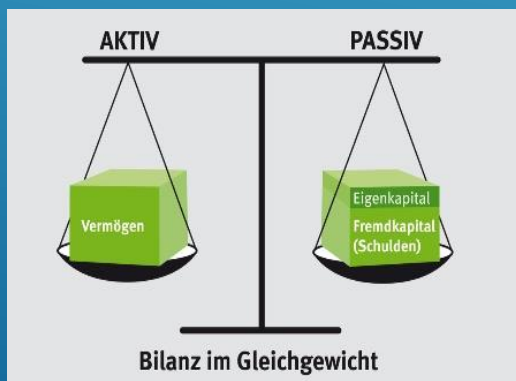 AKTIV
PASSIV
Vermögen
Eigenkapital
Fremdkapital
(Schulden)
Bilanz im Gleichgewicht